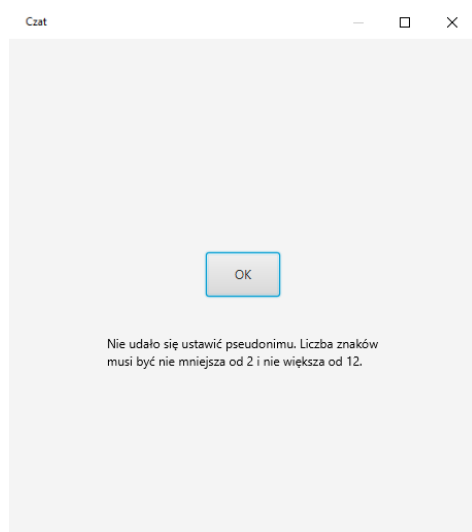 Czat
OK
Nie udało się ustawić pseudonimu. Liczba znaków
musi być nie mniejsza od 2 i nie większa od 12.